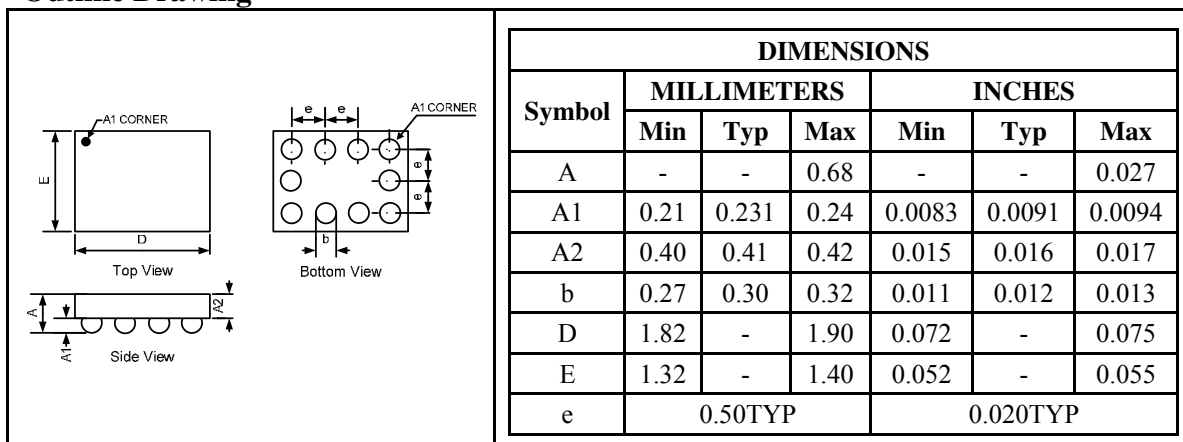 e e A1 CORNER
A1 CORNER
E
e
e
D
b
Top View
Bottom View
A
A2
A1
Side View
DIMENSIONS
Symbol MILLIMETERS INCHES
Min Typ Max Min Typ Max
A - - 0.68 - - 0.027
A1 0.21 0.231 0.24 0.0083 0.0091 0.0094
A2 0.40 0.41 0.42 0.015 0.016 0.017
b 0.27 0.30 0.32 0.011 0.012 0.013
D 1.82 - 1.90 0.072 - 0.075
E 1.32 - 1.40 0.052 - 0.055
e 0.50TYP 0.020TYP